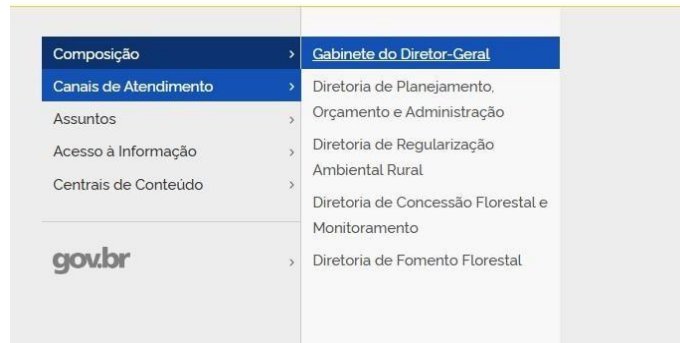 Composição
Canais de Atendimento
Assuntos
Acesso à Informação
Centrais de Conteúdo
gov.br
Gabinete do Diretor-Geral
Diretoria de Planejamento,
Orçamento e Administração
Diretoria de Regularização
Ambiental Rural
Diretoria de Concessão Florestal e
Monitoramento
Diretoria de Fomento Florestal